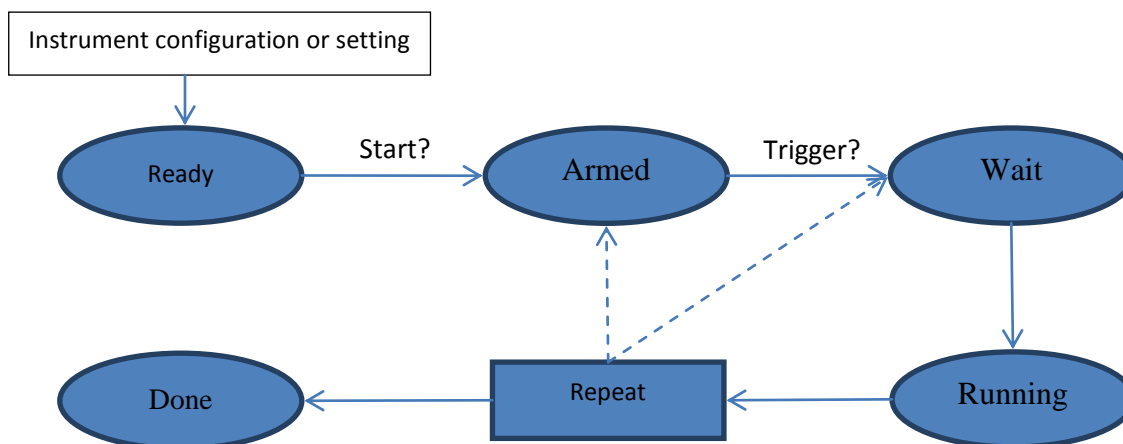 Instrument configuration or setting
Start?
Trigger?
Ready
Armed
Wait
Done
Repeat
Running